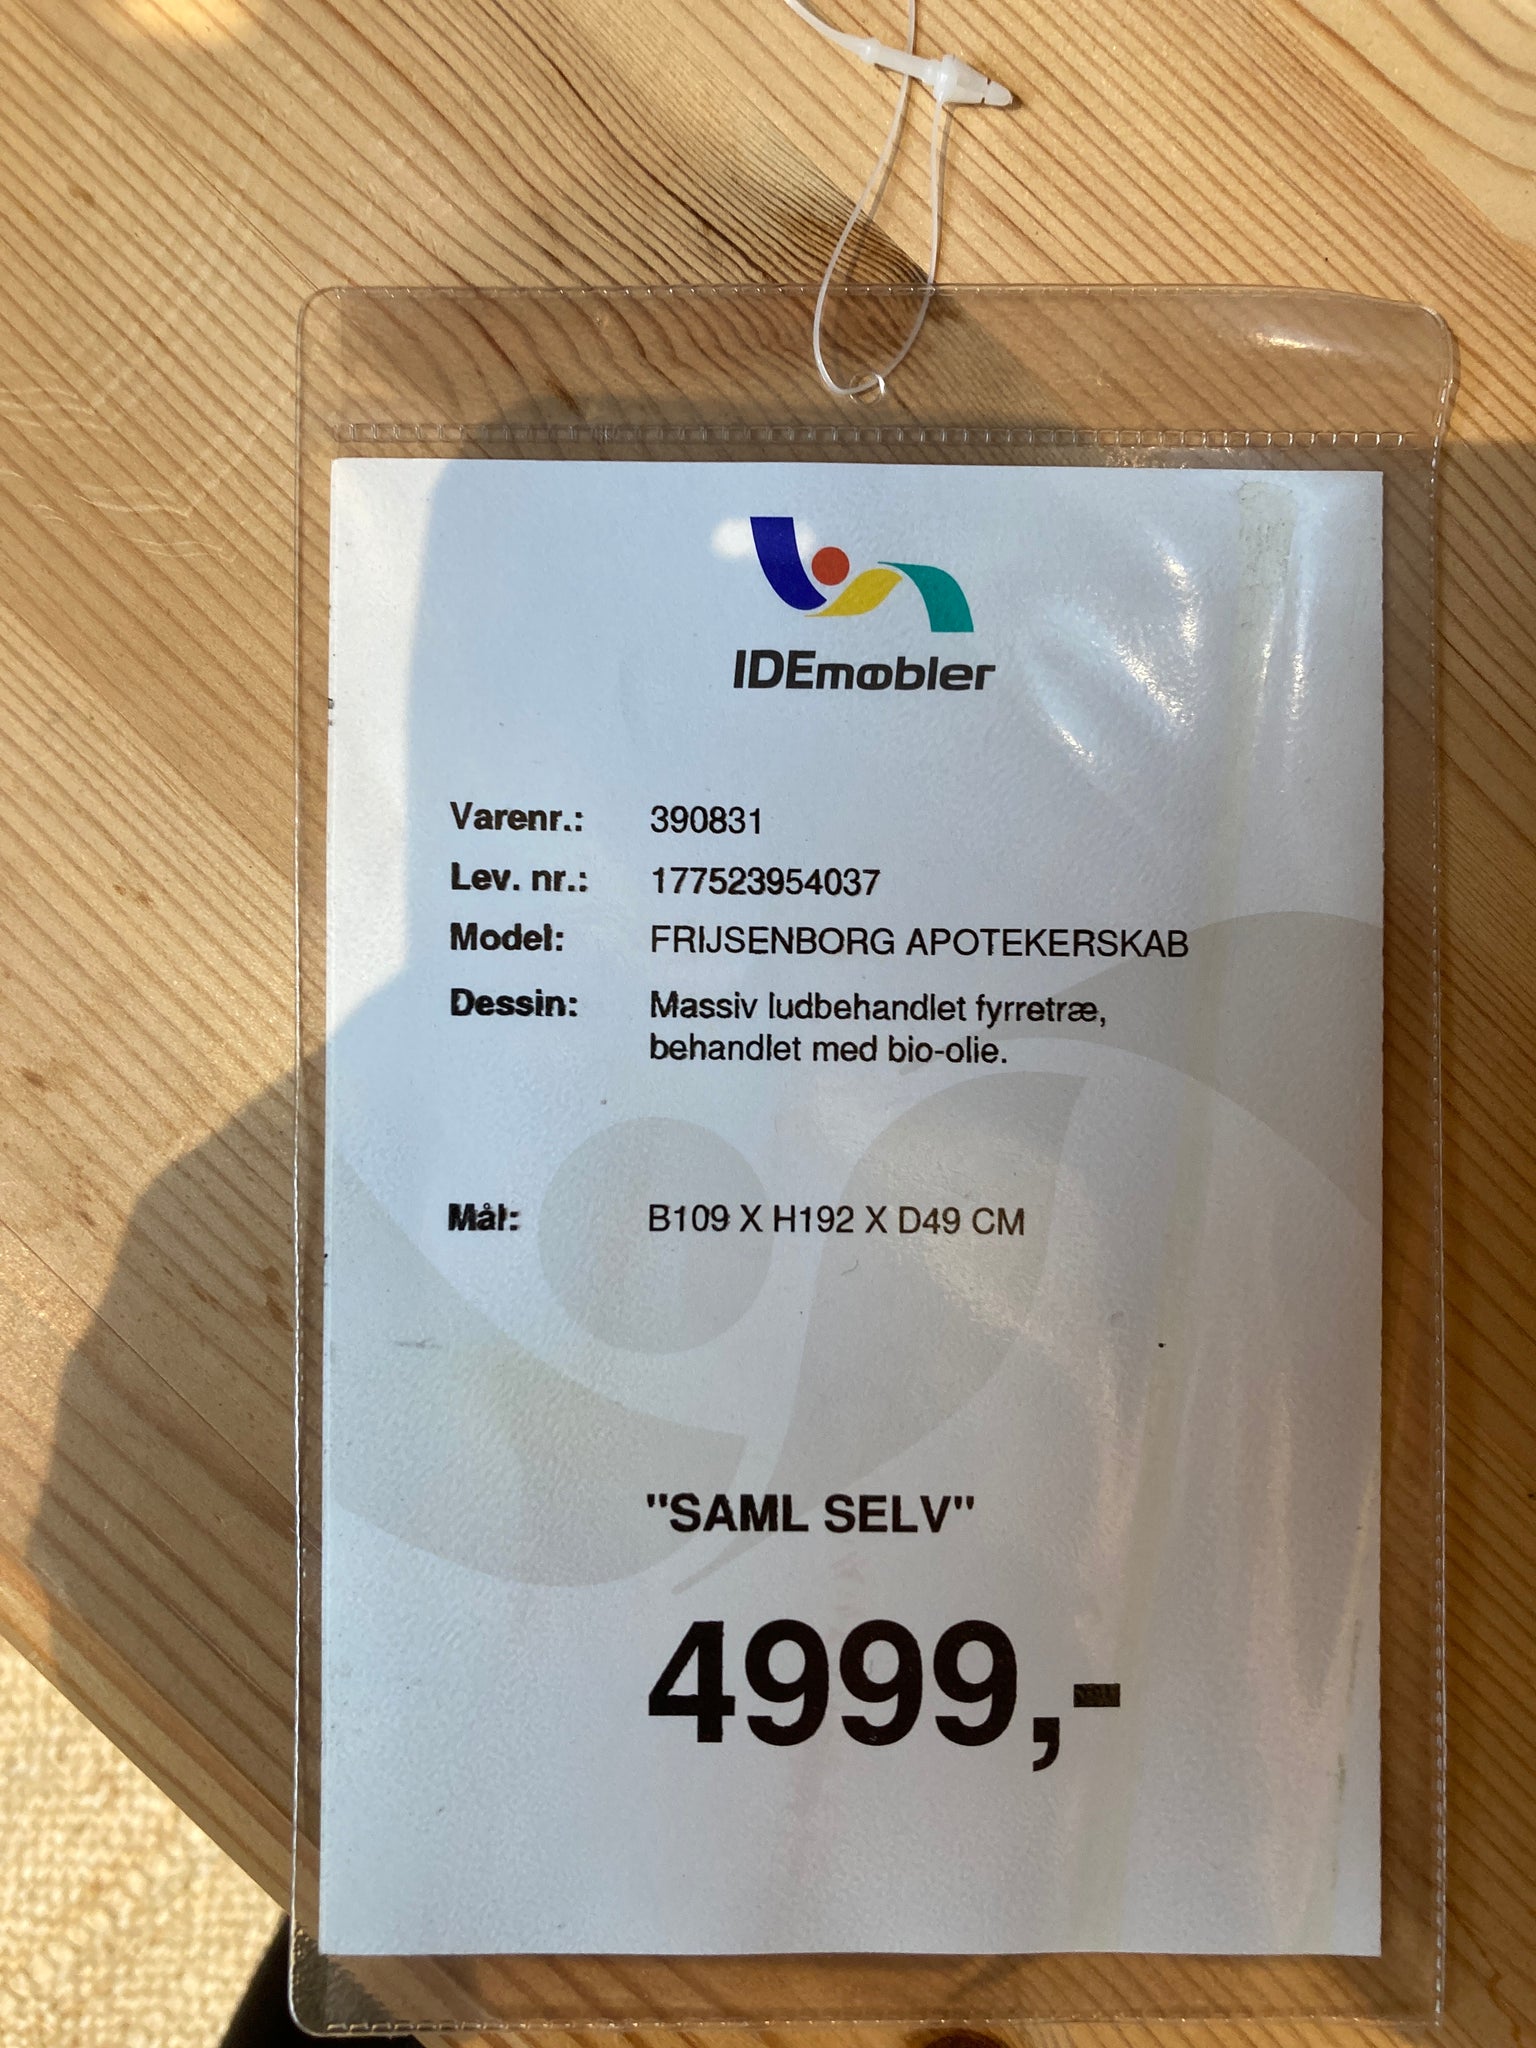 IDEmøbler
Varenr.: 390831
Lev. nr.: 177523954037
Model: FRIJSENBORG APOTEKERSKAB
Dessin: Massiv ludbehandlet fyrretræ,
behandlet med bio-olie.
Mål: B109 X H192 X D49 CM
"SAML SELV"
4999,-